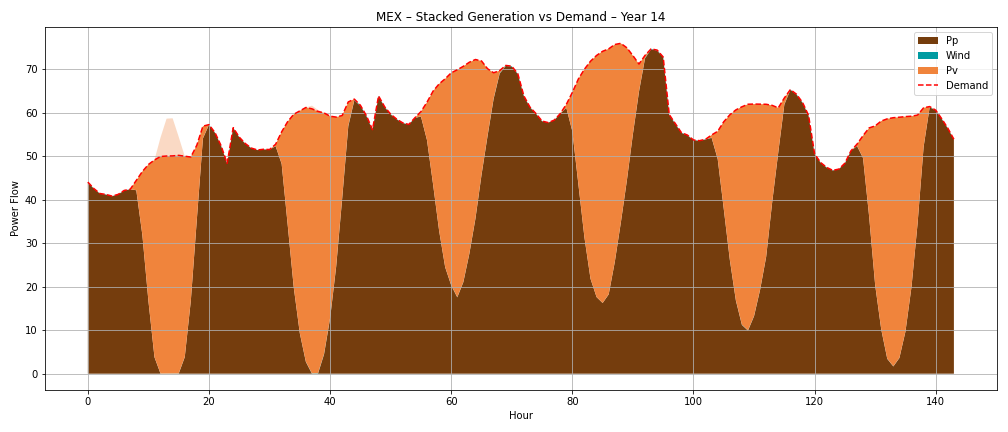 MEX – Stacked Generation vs Demand – Year 14
Pp
Wind
Pv
Demand
Power Flow
70
60
50
40
30
20
10
0
0 20 40 60 80 100 120 140
Hour